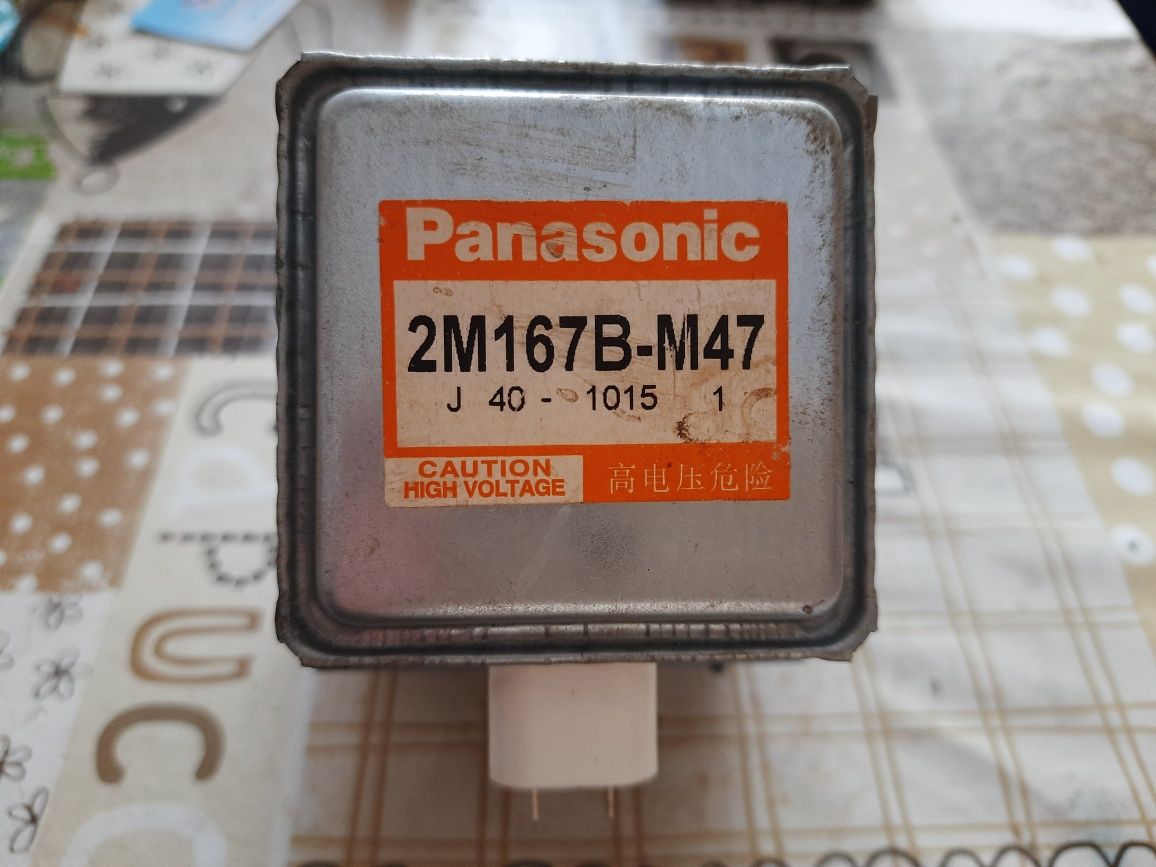 Panasonic
2M167B-M47
J 40 - 1015 1
CAUTION
HIGH VOLTAGE
高电压危险